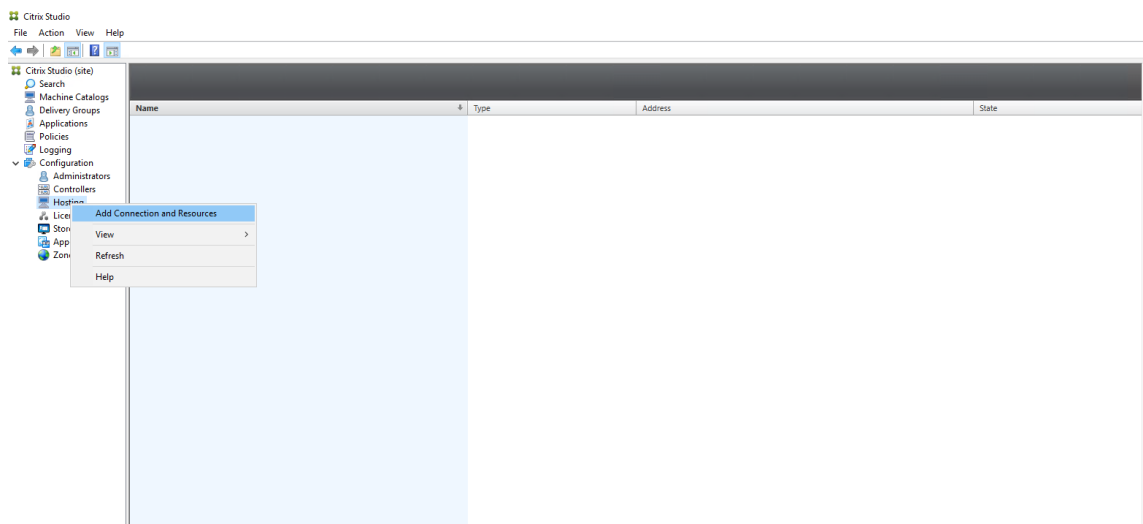 Citrix Studio
File Action View Help
Citrix Studio (site)
Search
Machine Catalogs
Delivery Groups
Name Type Address State
Applications
Policies
Logging
Configuration
Administrators
Controllers
Hosting
Add Connection and Resources
View
Refresh
Help